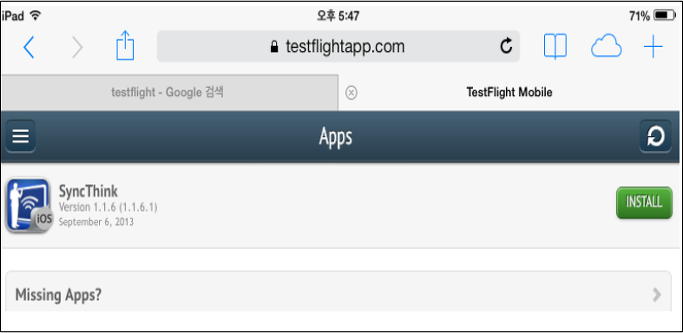 iPad 오후 5:47 71%
testflightapp.com
testflight - Google 검색 TestFlight Mobile
Apps
SyncThink
Version 1.1.6 (1.1.6.1)
September 6, 2013
iOS
INSTALL
Missing Apps?